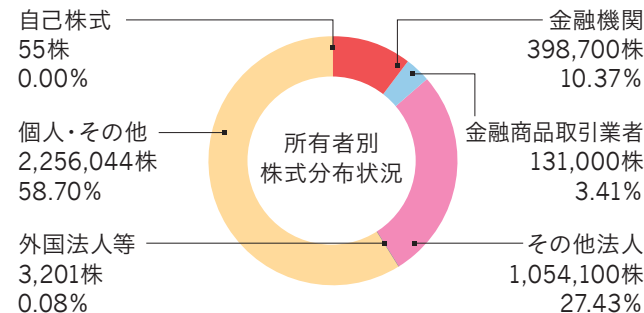 自己株式
55株
0.00%
個人・その他
2,256,044株
58.70%
外国法人等
3,201株
0.08%
所有者別
株式分布状況
金融機関
398,700株
10.37%
金融商品取引業者
131,000株
3.41%
その他法人
1,054,100株
27.43%